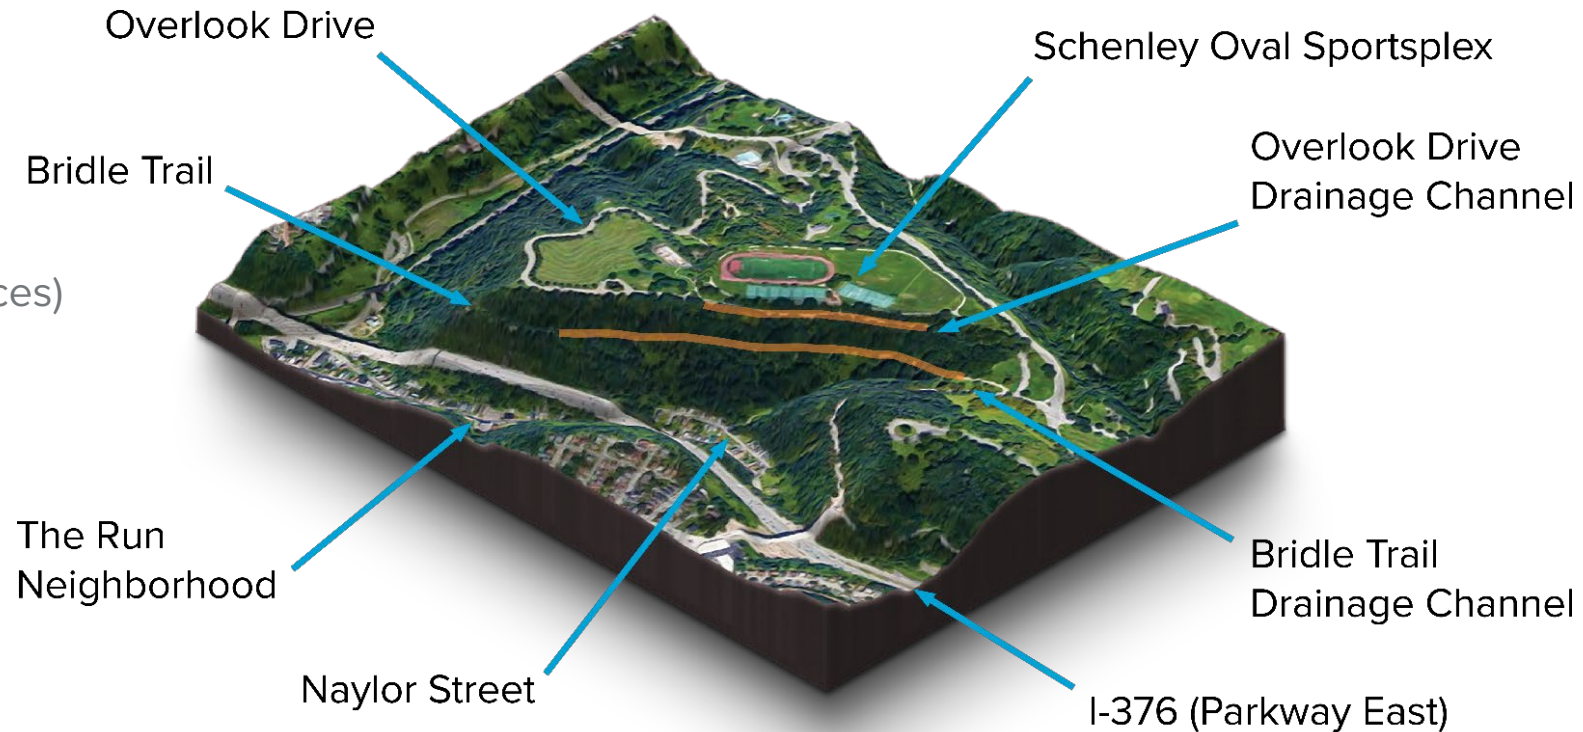 Overlook Drive
Schenley Oval Sportsplex
Overlook Drive
Drainage Channel
Bridle Trail
ces)
The Run
Neighborhood
Bridle Trail
Drainage Channel
Naylor Street
I-376 (Parkway East)